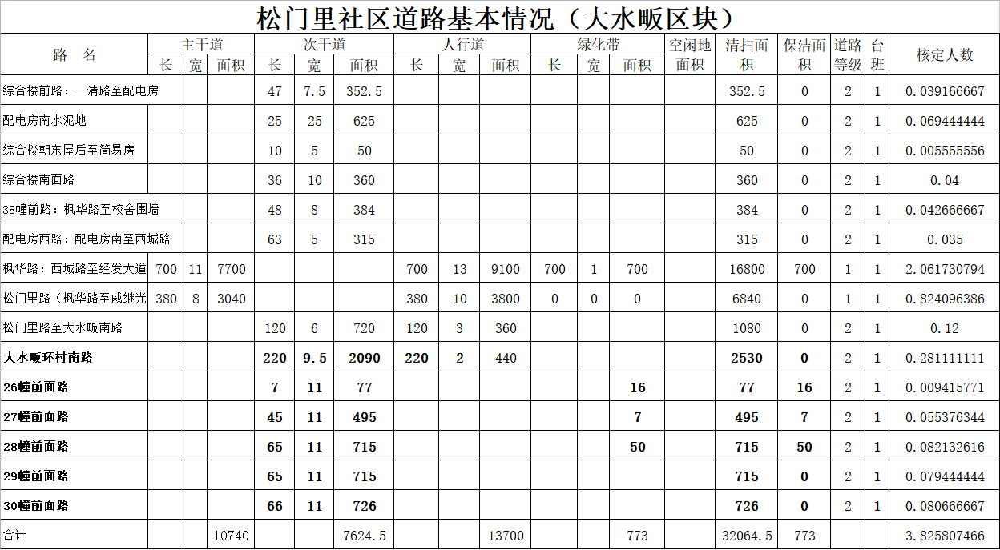 松门里社区道路基本情况（大水畈区块）
路 名 主干道 次干道 人行道 绿化带 空闲地面积 清扫面积 保洁面积 道路等级 台班 核定人数
长 宽 面积 长 宽 面积 长 宽 面积 长 宽 面积
综合楼前路：一清路至配电房 47 7.5 352.5 352.5 0 2 1 0.039166667
配电房南水泥地 25 25 625 625 0 2 1 0.069444444
综合楼朝东屋后至简易房 10 5 50 50 0 2 1 0.005555556
综合楼南面路 36 10 360 360 0 2 1 0.04
38幢前路：枫华路至校舍围墙 48 8 384 384 0 2 1 0.042666667
配电房西路：配电房南至西城路 63 5 315 315 0 2 1 0.035
枫华路：西城路至经发大道 700 11 7700 700 13 9100 700 1 700 16800 700 1 1 2.061730794
松门里路（枫华路至戚继光 380 8 3040 380 10 3800 0 0 0 6840 0 1 1 0.824096386
松门里路至大水畈南路 120 6 720 120 3 360 1080 0 2 1 0.12
大水畈环村南路 220 9.5 2090 220 2 440 2530 0 2 1 0.281111111
26幢前面路 7 11 77 16 77 16 2 1 0.009415771
27幢前面路 45 11 495 7 495 7 2 1 0.055376344
28幢前面路 65 11 715 50 715 50 2 1 0.082132616
29幢前面路 65 11 715 715 0 2 1 0.079444444
30幢前面路 66 11 726 726 0 2 1 0.080666667
合计 10740 7624.5 13700 773 32064.5 773 3.825807466